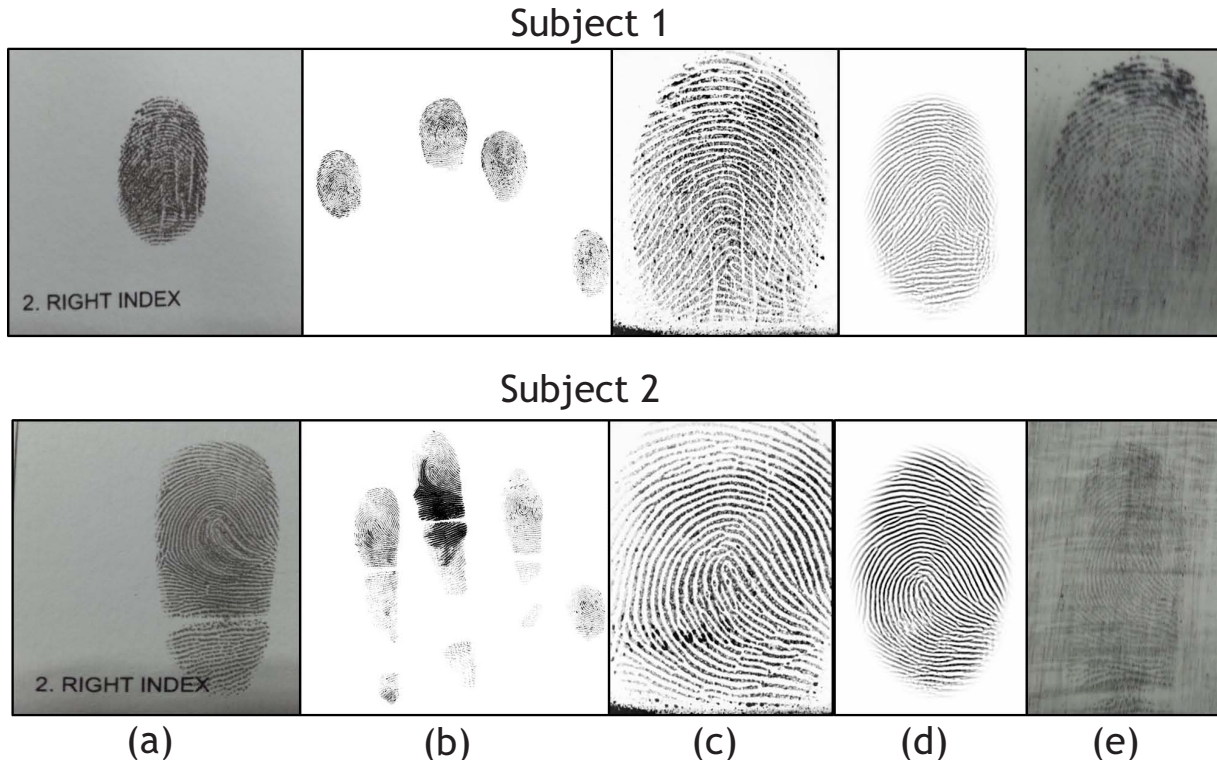 Subject 1
2. RIGHT INDEX
Subject 2
2. RIGHT INDEX
(a) (b) (c) (d) (e)